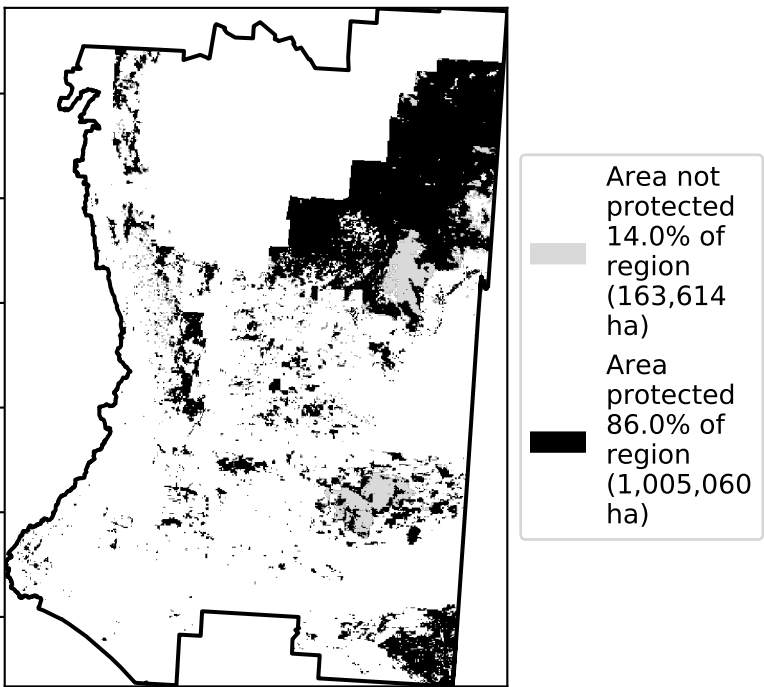 Area not
protected
14.0% of
region
(163,614
ha)
Area
protected
86.0% of
region
(1,005,060
ha)